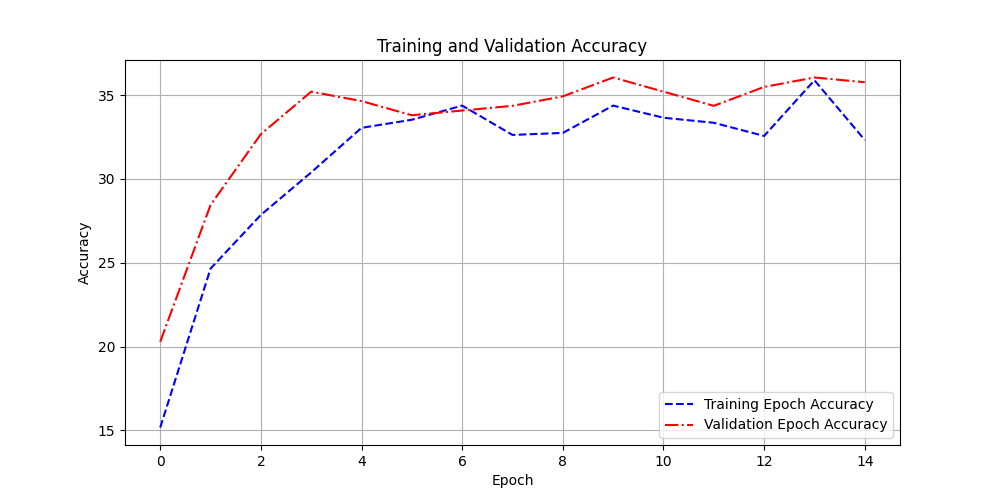 Training and Validation Accuracy
Accuracy
35
30
25
20
15
0 2 4 6 8 10 12 14
Epoch
Training Epoch Accuracy
Validation Epoch Accuracy